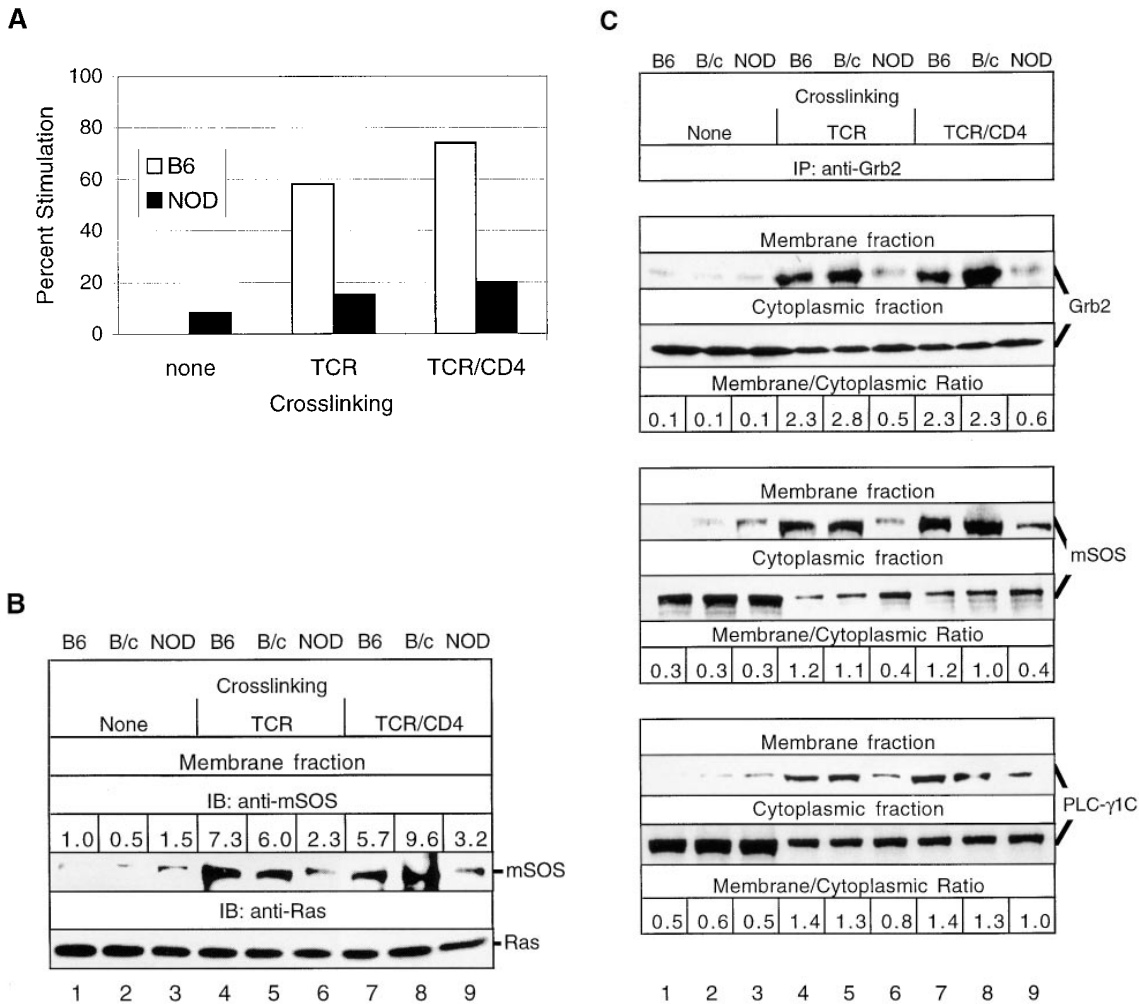 A
100
80
60
40
20
0
Percent Stimulation
B6
NOD
none TCR TCR/CD4
Crosslinking
B
B6 B/c NOD B6 B/c NOD B6 B/c NOD
Crosslinking
None TCR TCR/CD4
Membrane fraction
IB: anti-mSOS
1.0 0.5 1.5 7.3 6.0 2.3 5.7 9.6 3.2
mSOS
IB: anti-Ras
Ras
1 2 3 4 5 6 7 8 9
C
B6 B/c NOD B6 B/c NOD B6 B/c NOD
Crosslinking
None TCR TCR/CD4
IP: anti-Grb2
Membrane fraction
Cytoplasmic fraction
Grb2
Membrane/Cytoplasmic Ratio
0.1 0.1 0.1 2.3 2.8 0.5 2.3 2.3 0.6
Membrane fraction
Cytoplasmic fraction
mSOS
Membrane/Cytoplasmic Ratio
0.3 0.3 0.3 1.2 1.1 0.4 1.2 1.0 0.4
Membrane fraction
Cytoplasmic fraction
PLC-γ1C
Membrane/Cytoplasmic Ratio
0.5 0.6 0.5 1.4 1.3 0.8 1.4 1.3 1.0
1 2 3 4 5 6 7 8 9